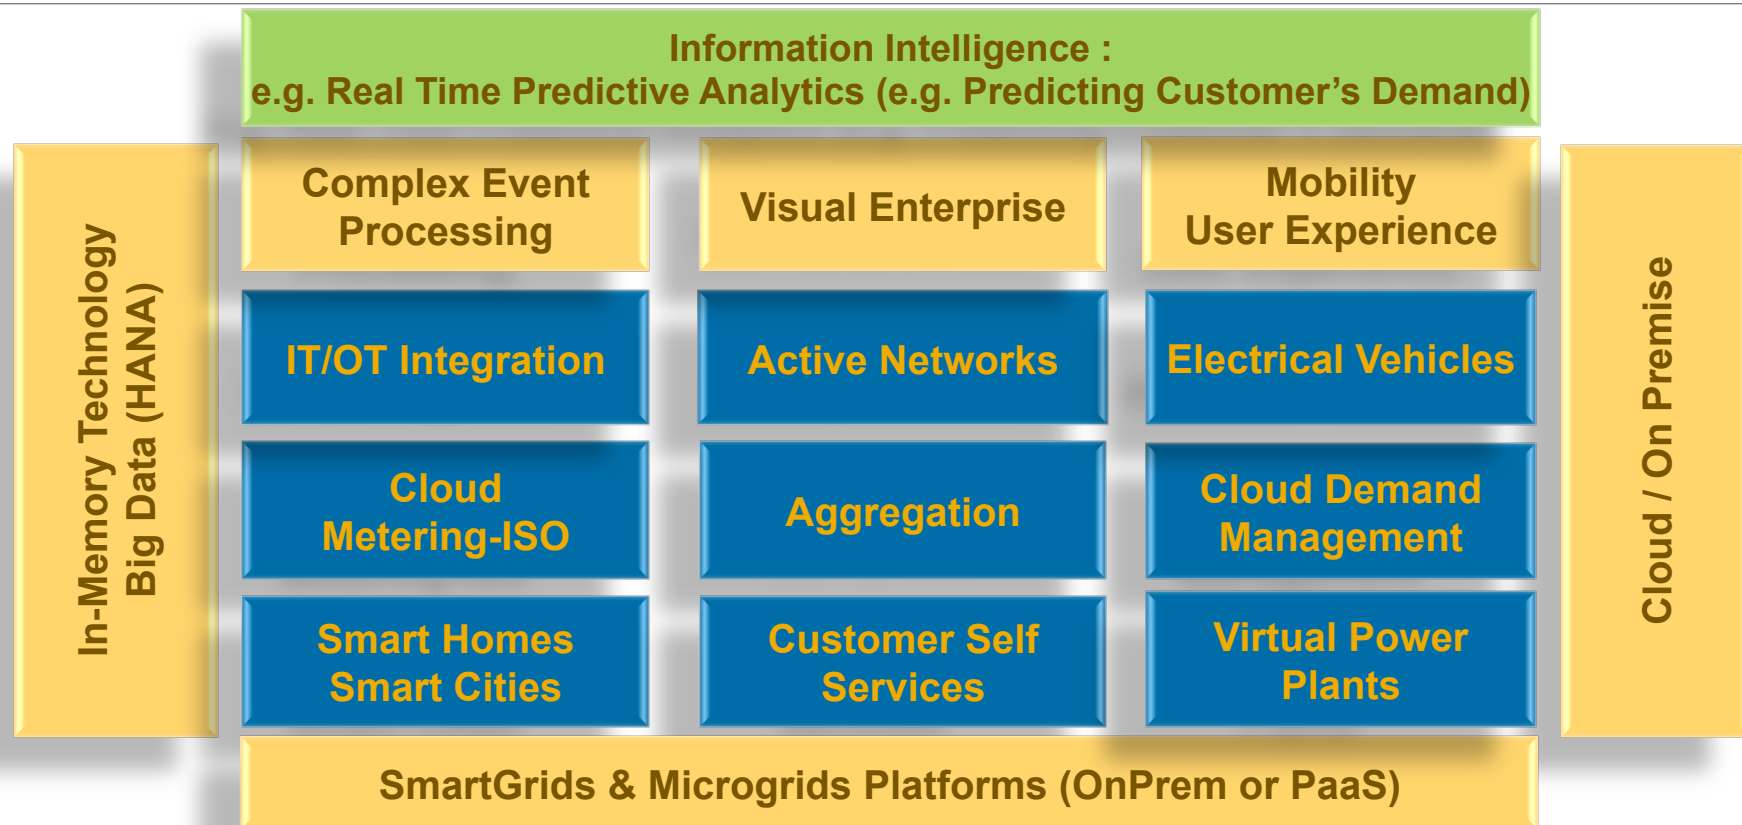 Information Intelligence :
e.g. Real Time Predictive Analytics (e.g. Predicting Customer’s Demand)
In-Memory Technology
Big Data (HANA)
Complex Event
Processing
Visual Enterprise
Mobility
User Experience
Cloud / On Premise
IT/OT Integration
Active Networks
Electrical Vehicles
Cloud
Metering-ISO
Aggregation
Cloud Demand
Management
Smart Homes
Smart Cities
Customer Self
Services
Virtual Power
Plants
SmartGrids & Microgrids Platforms (OnPrem or PaaS)